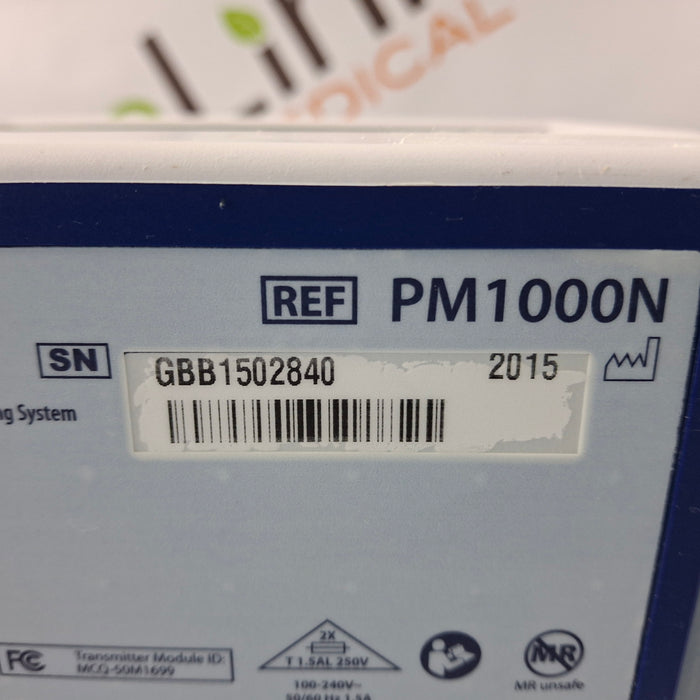 REF PM1000N
SN GBB1502840 2015
ng System
FC Transmitter Module ID:
MCQ-50M1699
2X
T 1.5AL 250V
100-240V~
50/60 Hz 1.5A
MR
MR unsafe